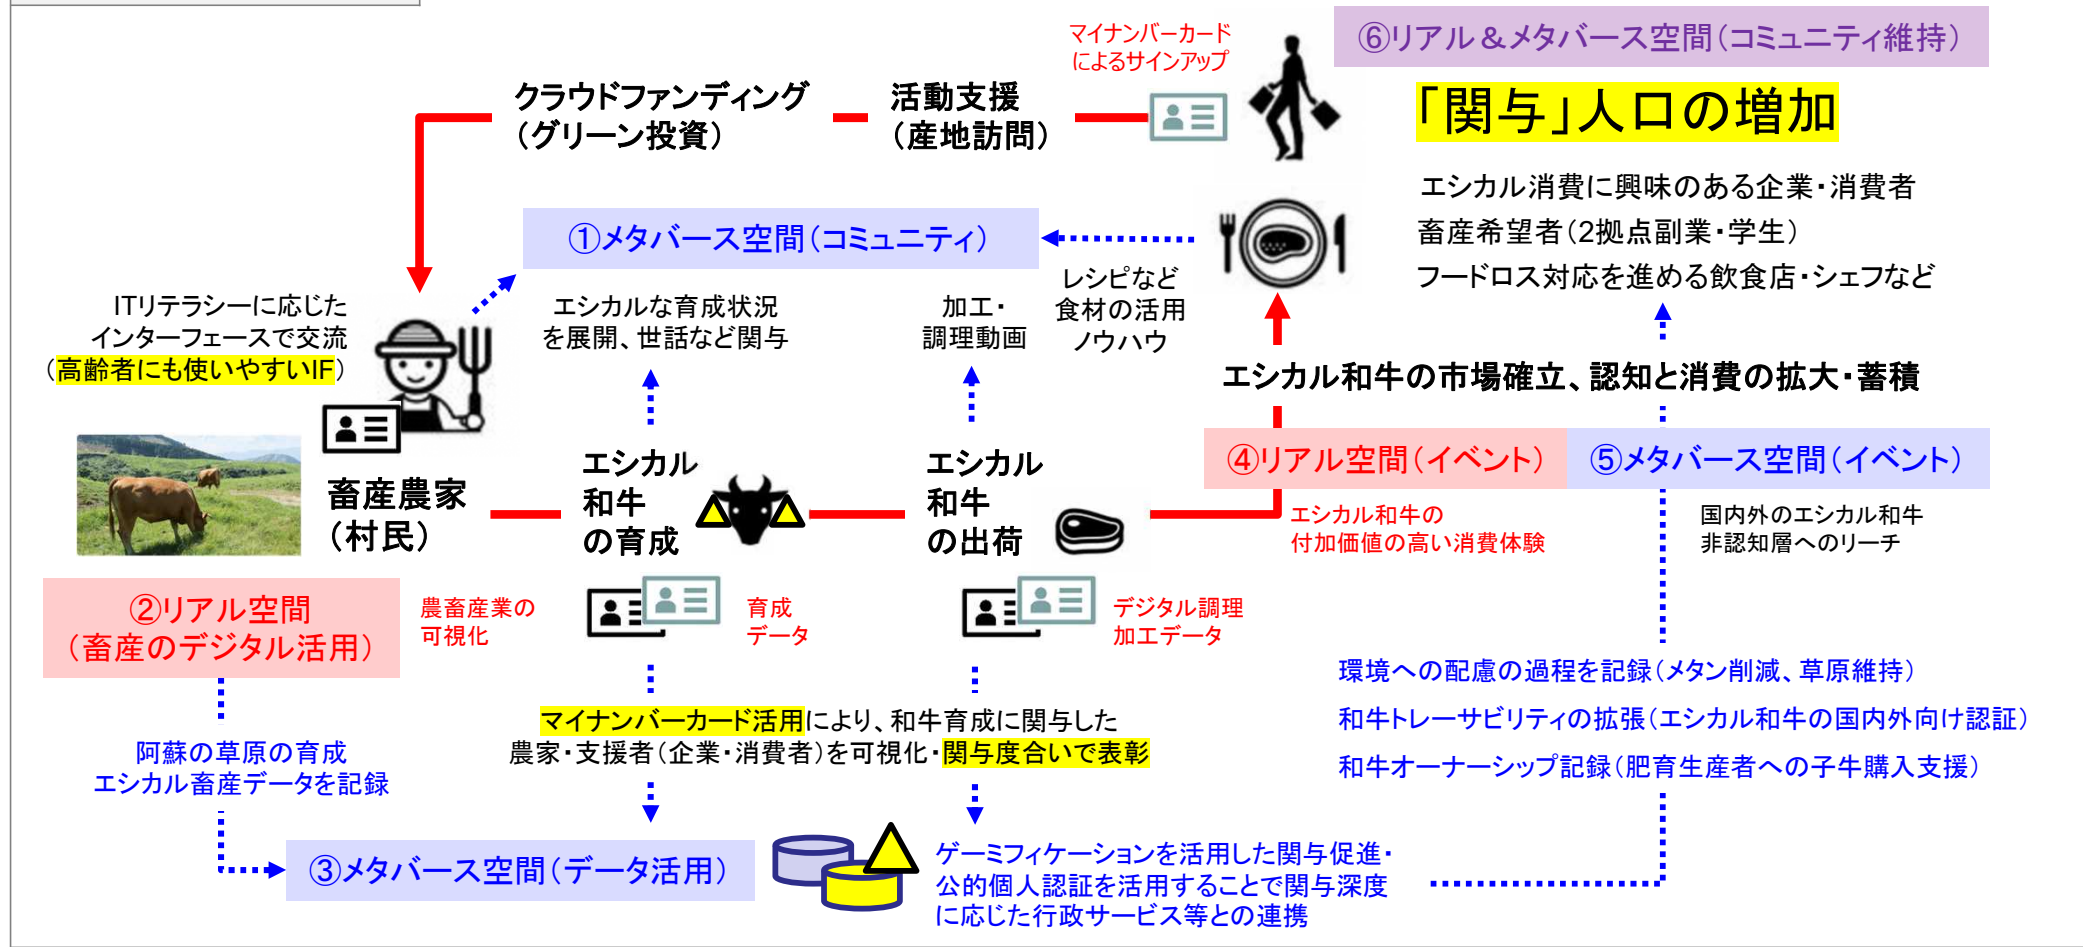 マイナンバーカード
によるサインアップ
⑥リアル＆メタバース空間（コミュニティ維持）
クラウドファンディング
（グリーン投資）
活動支援
（産地訪問）
「関与」人口の増加
エシカル消費に興味のある企業・消費者
畜産希望者（2拠点副業・学生）
フードロス対応を進める飲食店・シェフなど
①メタバース空間（コミュニティ）
レシピなど
食材の活用
ノウハウ
ITリテラシーに応じた
インターフェースで交流
（高齢者にも使いやすいIF）
エシカルな育成状況
を展開、世話など関与
加工・
調理動画
エシカル和牛の市場確立、認知と消費の拡大・蓄積
④リアル空間（イベント）
⑤メタバース空間（イベント）
畜産農家
（村民）
エシカル
和牛
の育成
エシカル
和牛
の出荷
エシカル和牛の
付加価値の高い消費体験
国内外のエシカル和牛
非認知層へのリーチ
②リアル空間
（畜産のデジタル活用）
農畜産業の
可視化
育成
データ
デジタル調理
加工データ
環境への配慮の過程を記録（メタン削減、草原維持）
和牛トレーサビリティの拡張（エシカル和牛の国内外向け認証）
和牛オーナーシップ記録（肥育生産者への子牛購入支援）
マイナンバーカード活用により、和牛育成に関与した
農家・支援者（企業・消費者）を可視化・関与度合いで表彰
阿蘇の草原の育成
エシカル畜産データを記録
③メタバース空間（データ活用）
ゲーミフィケーションを活用した関与促進・
公的個人認証を活用することで関与深度
に応じた行政サービス等との連携